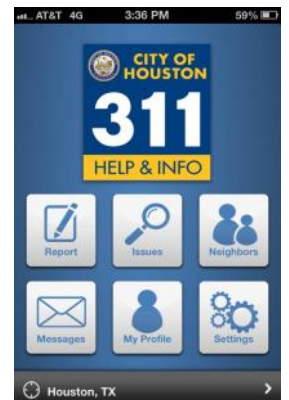 AT&T 4G 3:36 PM 59%
CITY OF
HOUSTON
311
HELP & INFO
Report Issues Neighbors
Messages My Profile Settings
Houston, TX